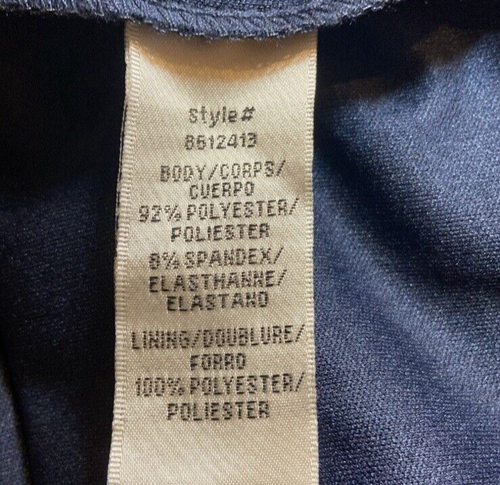 Style#
8612413
BODY/CORPS/
CUERPO
92% POLYESTER/
POLIESTER
8% SPANDEX/
ELASTHANNE/
ELASTANO
LINING/DOUBLURE/
FORRO
100% POLYESTER/
POLIESTER